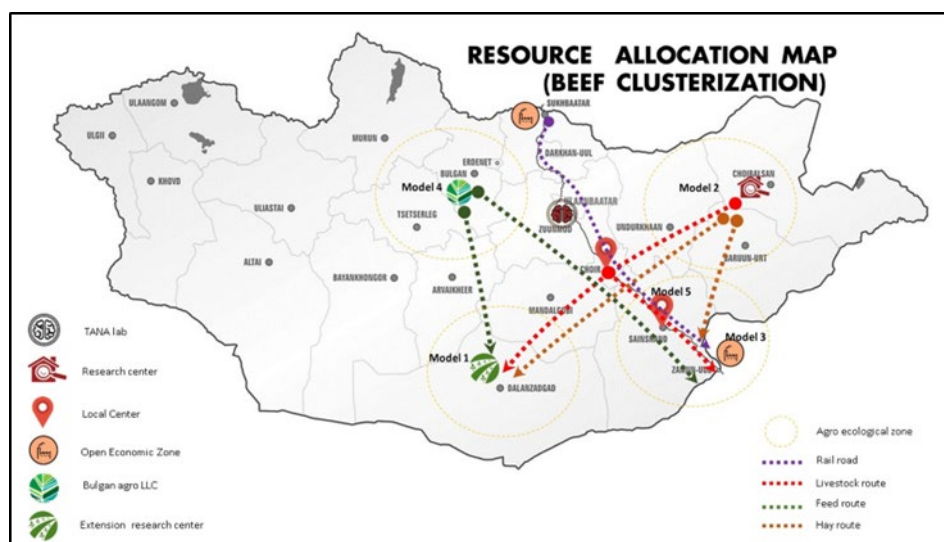 RESOURCE ALLOCATION MAP
(BEEF CLUSTERIZATION)
SUKHBAATAR
ULAANGOM
ULGII
MURUN
DARKHAN-UUL
ERDENET
BULGAN
CHOIBALSAN
KHOVD
Model 4
Model 2
ULIASTAI
ULAANBAATAR
TSETSERLEG
ZUUNMOD
UNDURKHAAN
BARUUN-URT
ALTAI
CHOIR
BAYANKHONGOR
ARVAIKHEER
Model 5
MANDALGOBI
SAINSHAND
Model 3
Model 1
ZAMIIN-UUD
DALANZADGAD
TANA lab
Research center
Local Center
Open Economic Zone
Bulgan agro LLC
Extension research center
Agro ecological zone
Rail road
Livestock route
Feed route
Hay route